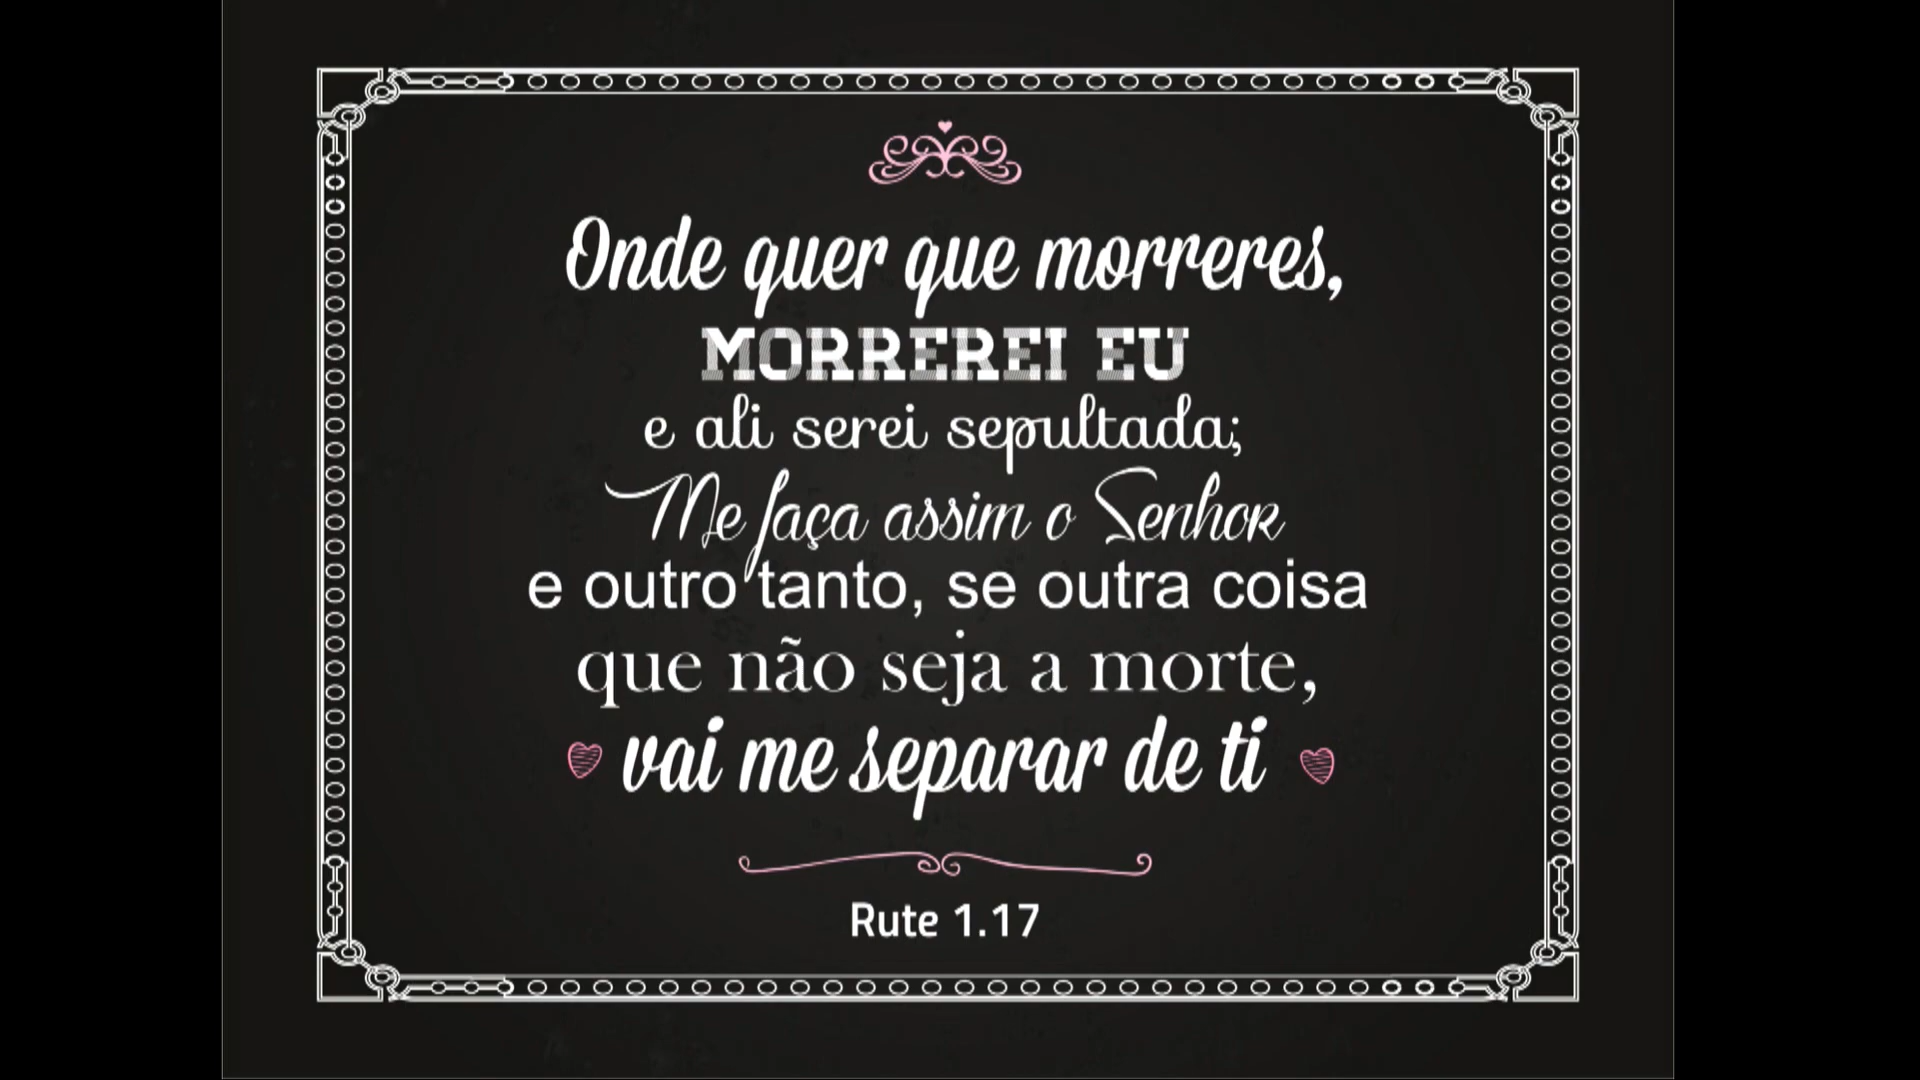 Onde quer que morreres,
MORREREI EU
e ali serei sepultada;
Me faça assim o Senhor
e outro tanto, se outra coisa
que não seja a morte,
vai me separar de ti
Rute 1.17